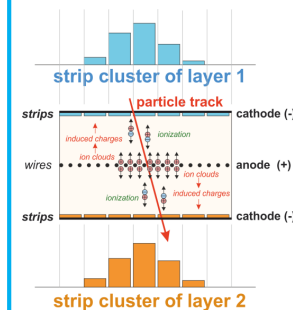 strip cluster of layer 1
particle track
strips cathode (-)
induced charges ionization
ion clouds
wires anode (+)
ion clouds
ionization induced charges
strips cathode (-)
strip cluster of layer 2